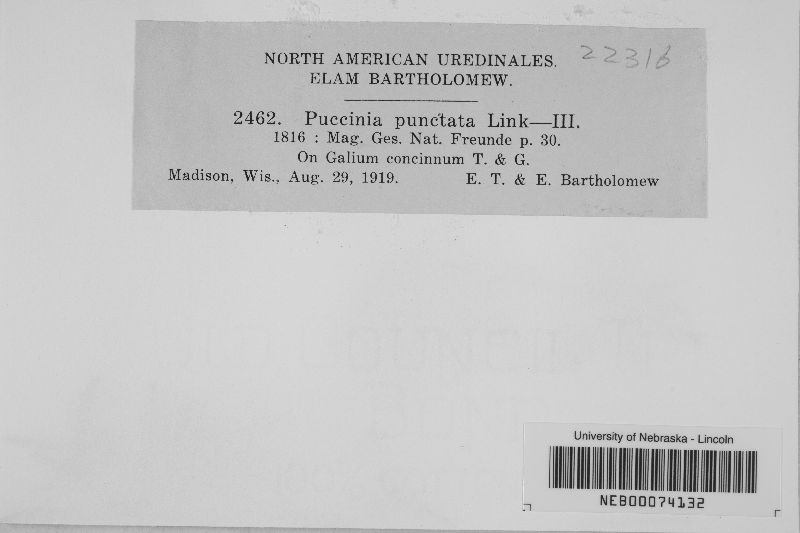 NORTH AMERICAN UREDINALES. 22316
ELAM BARTHOLOMEW.
2462. Puccinia punctata Link—III.
1816 : Mag. Ges. Nat. Freunde p. 30.
On Galium concinnum T. & G.
Madison, Wis., Aug. 29, 1919. E. T. & E. Bartholomew
University of Nebraska - Lincoln
NEB00074132